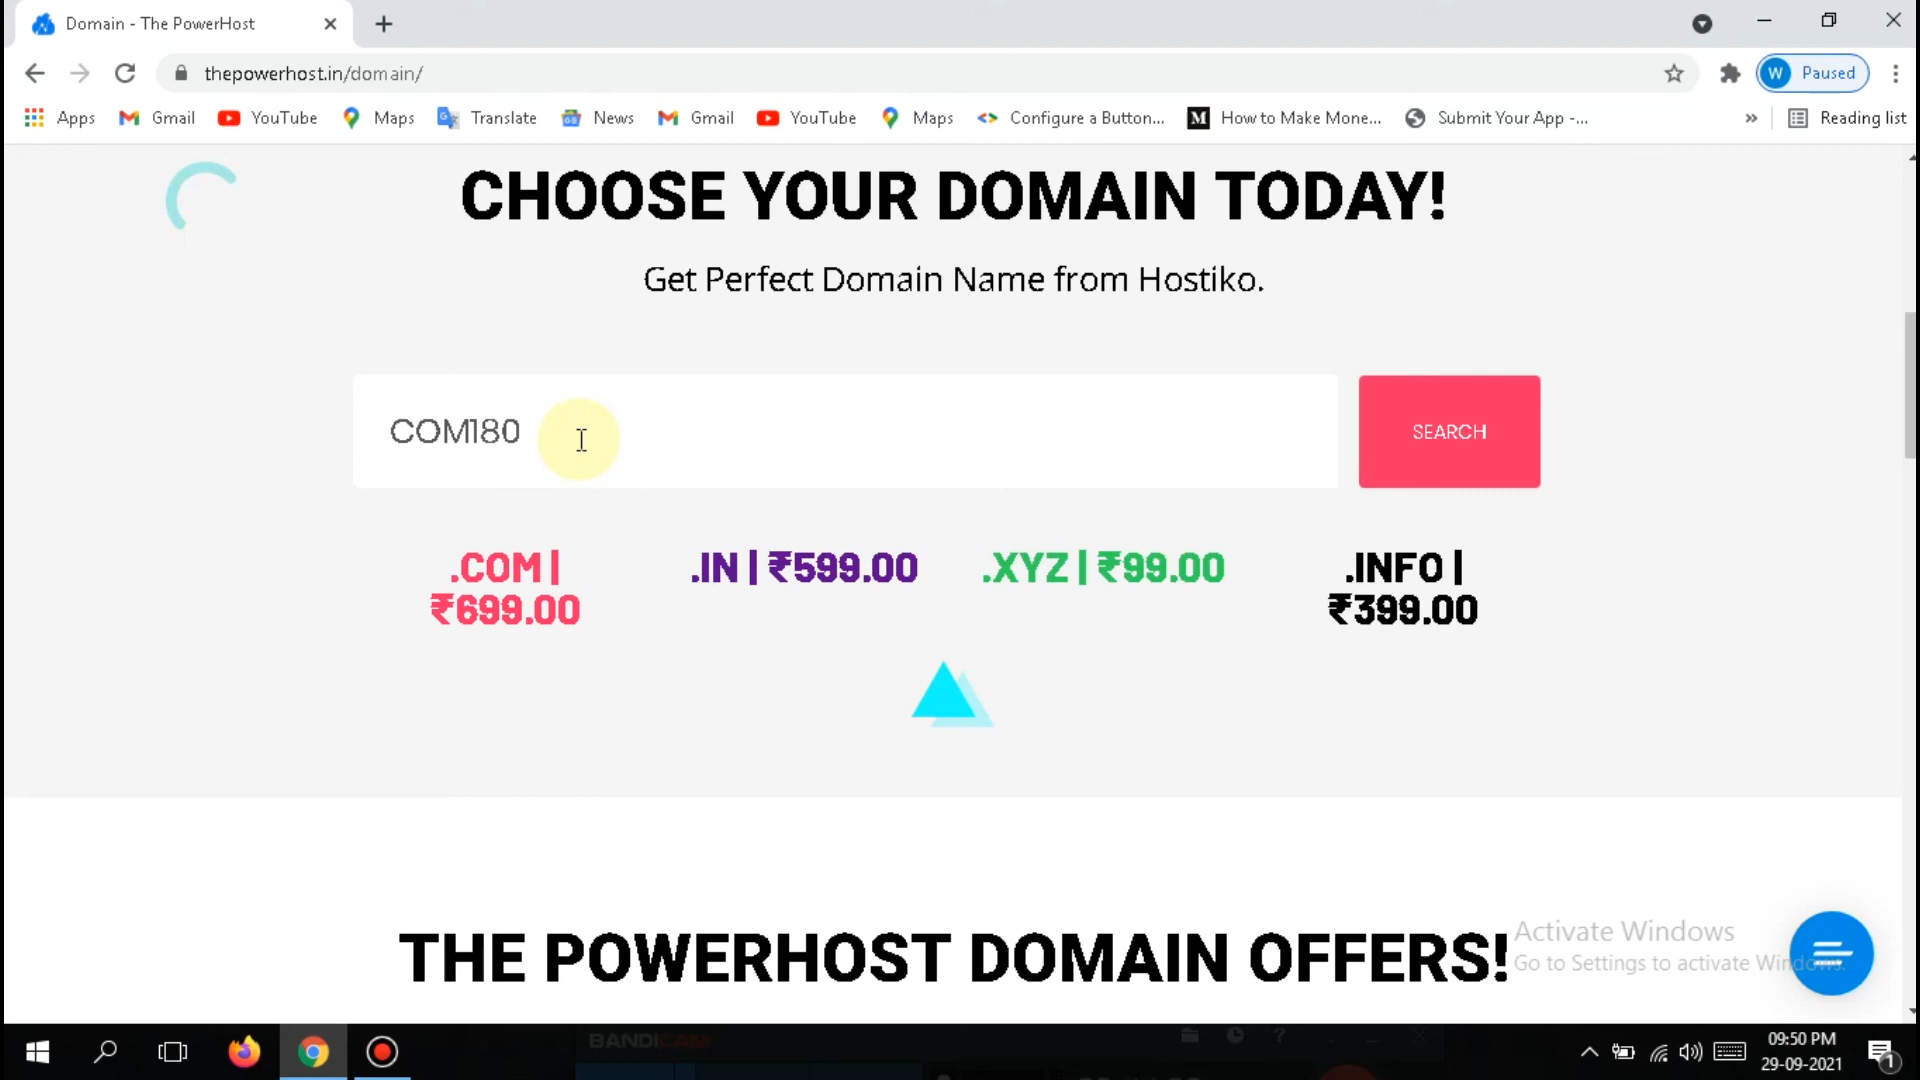 Domain - The PowerHost
thepowerhost.in/domain/
W Paused
Apps Gmail YouTube Maps Translate News Gmail YouTube Maps Configure a Button... M How to Make Mone... Submit Your App -... » Reading list
CHOOSE YOUR DOMAIN TODAY!
Get Perfect Domain Name from Hostiko.
COM180
SEARCH
.COM |
₹699.00
.IN | ₹599.00
.XYZ | ₹99.00
.INFO |
₹399.00
THE POWERHOST DOMAIN OFFERS!
Activate Windows
Go to Settings to activate Windows.
BANDICAM
09:50 PM
29-09-2021
1